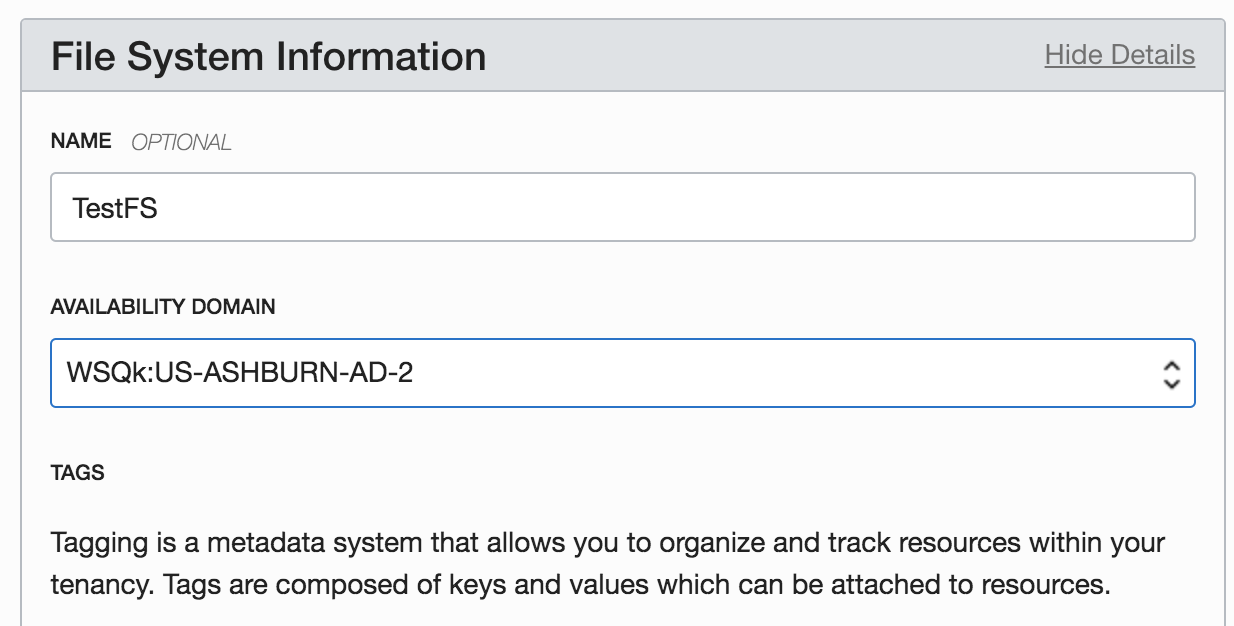 File System Information
Hide Details
NAME OPTIONAL
TestFS
AVAILABILITY DOMAIN
WSQk:US-ASHBURN-AD-2
TAGS
Tagging is a metadata system that allows you to organize and track resources within your
tenancy. Tags are composed of keys and values which can be attached to resources.